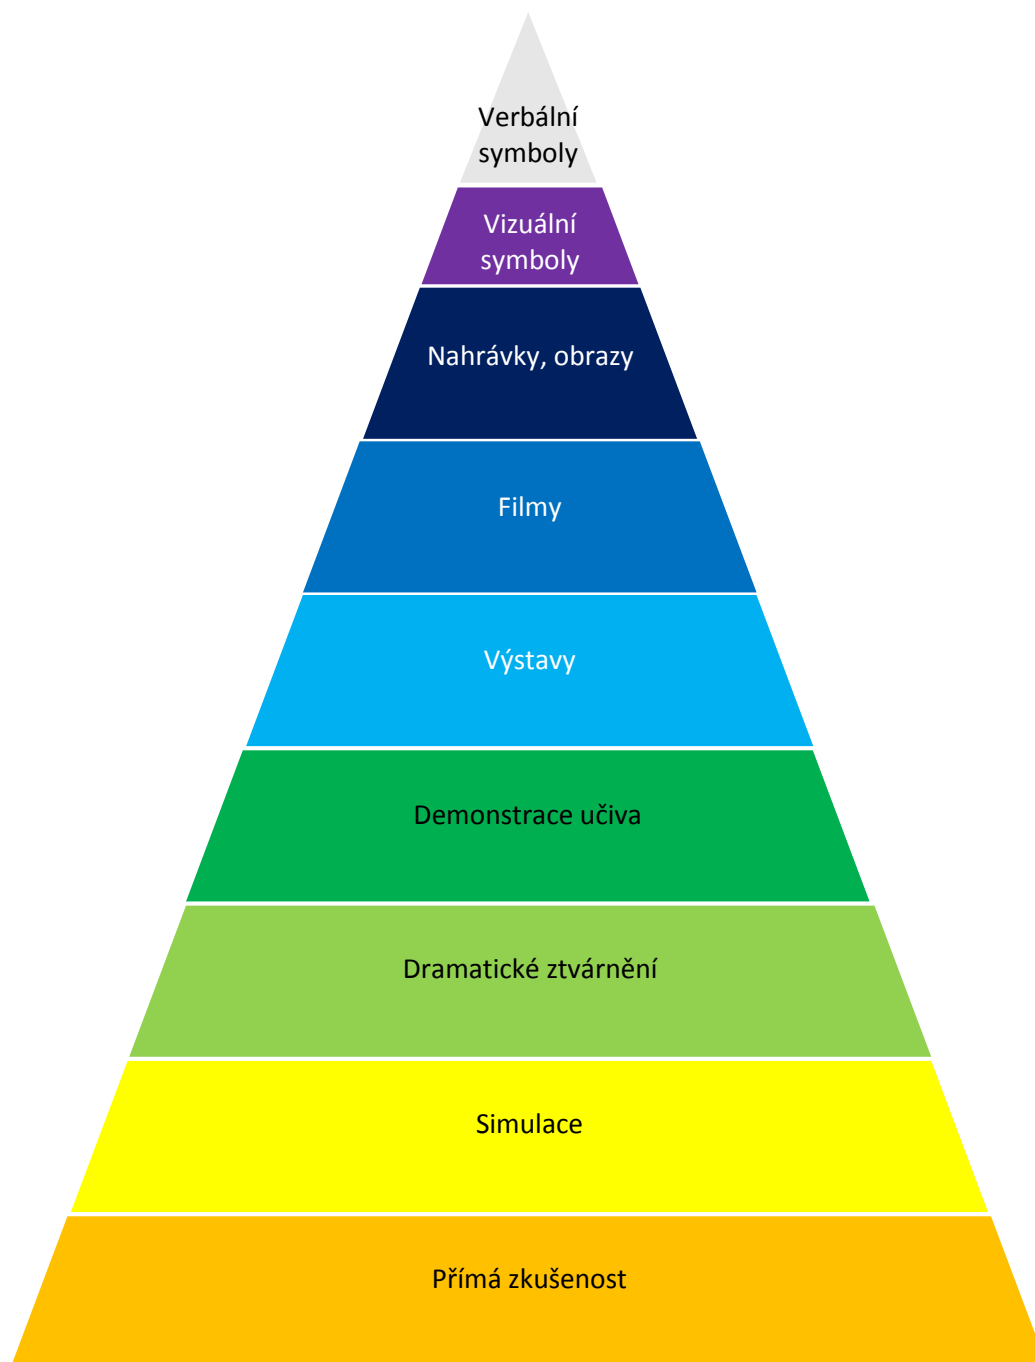 Verbální
symboly
Vizuální
symboly
Nahrávky, obrazy
Filmy
Výstavy
Demonstrace učiva
Dramatické ztvárnění
Simulace
Přímá zkušenost